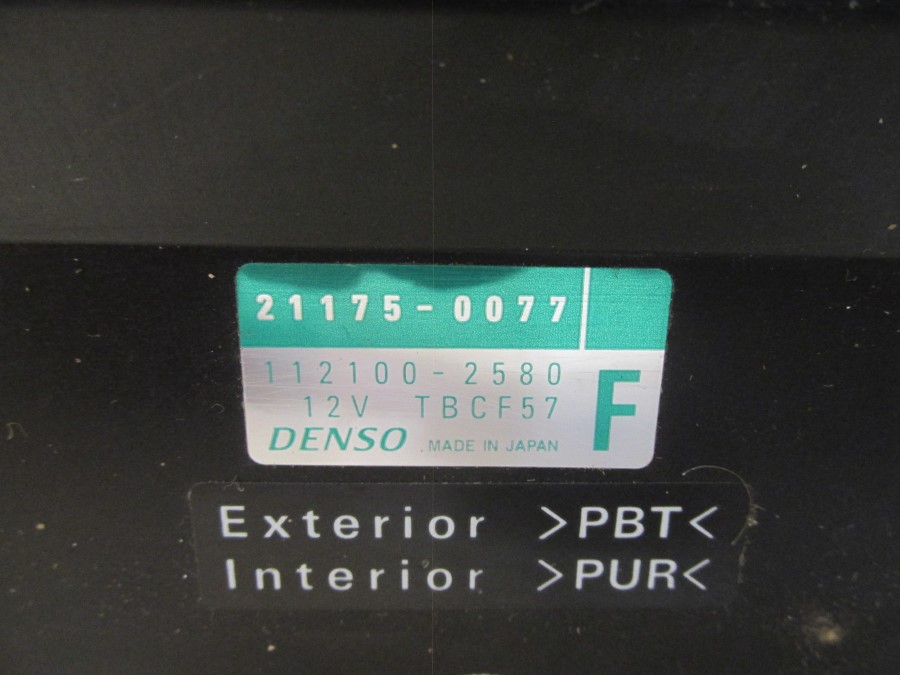 21175-0077
112100-2580
12V TBCF57
F
DENSO MADE IN JAPAN
Exterior >PBT<
Interior >PUR<